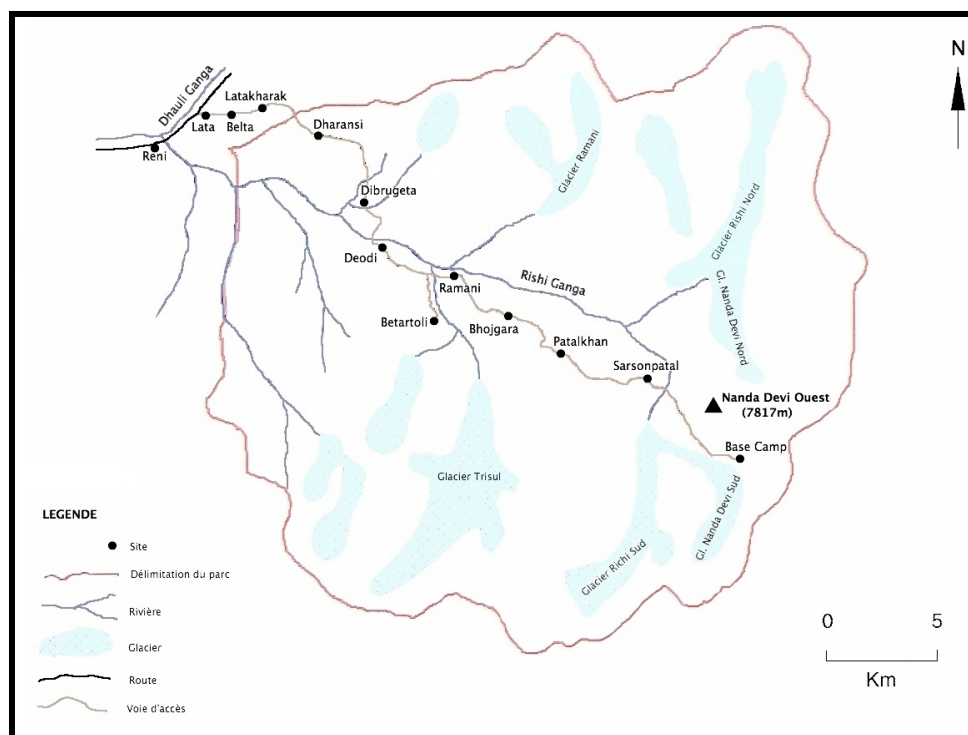 N
Dhauli Ganga
Latakharak
Lata
Belta
Dharansi
Reni
Glacier Ramani
Dibrugeta
Glacier Rishi Nord
Deodi
Ramani
Rishi Ganga
Gl. Nanda Devi Nord
Betartoli
Bhojgara
Patalkhan
Sarsonpatal
Nanda Devi Ouest
(7817m)
Base Camp
Glacier Trisul
Gl. Nanda Devi Sud
Glacier Richi Sud
LEGENDE
Site
Délimitation du parc
Rivière
Glacier
Route
Voie d'accès
0 5
Km